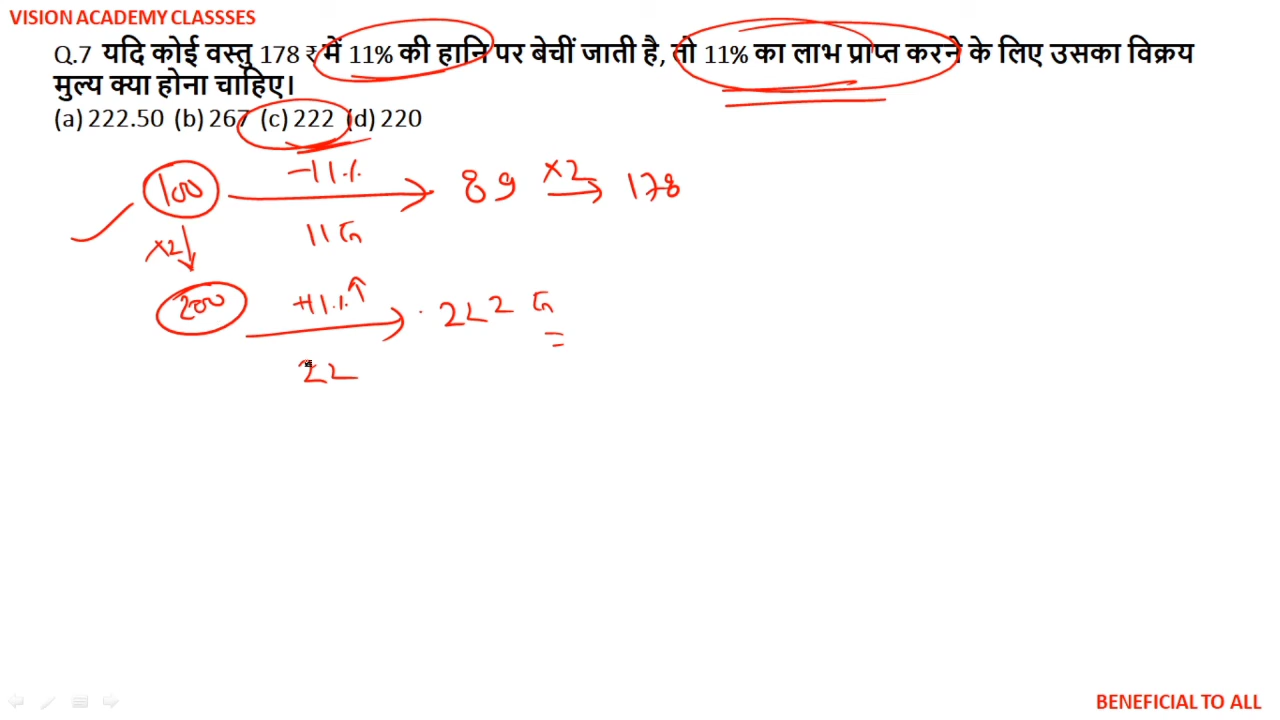 VISION ACADEMY CLASSSES
Q.7 यदि कोई वस्तु 178 ₹ में 11% की हानि पर बेचीं जाती है, तो 11% का लाभ प्राप्त करने के लिए उसका विक्रय
मुल्य क्या होना चाहिए।
(a) 222.50 (b) 267 (c) 222 (d) 220
100 -11% 89 ×2 178
11
×2
200 +11% 222
22
BENEFICIAL TO ALL